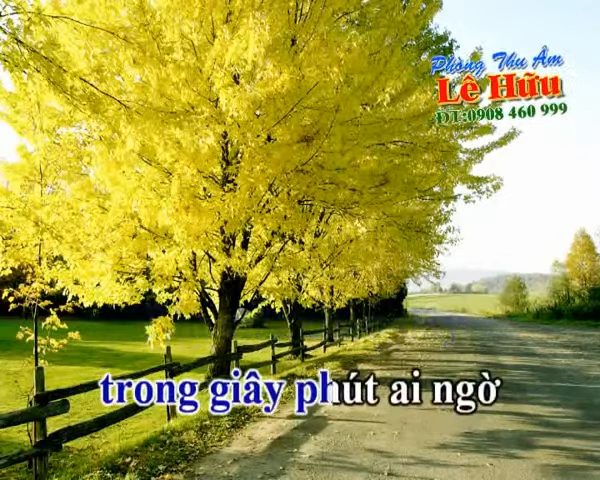 Phòng Thu Âm
Lê Hữu
ĐT:0908 460 999
trong giây phút ai ngờ